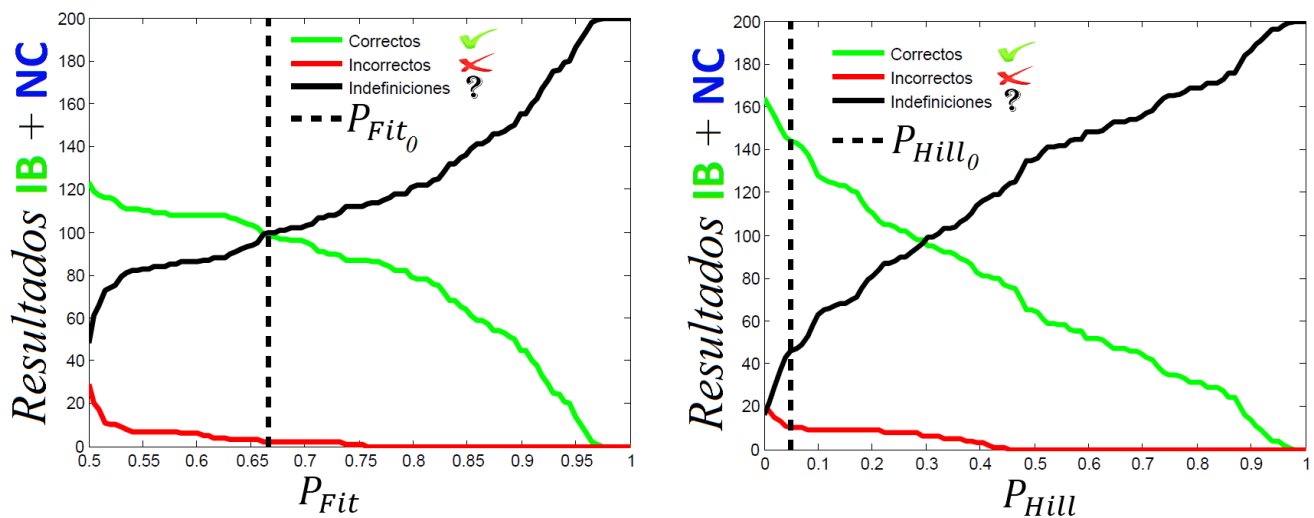 Resultados IB + NC
200
180
160
140
120
100
80
60
40
20
0
Correctos
Incorrectos
Indefiniciones ?
P_Fit_0
0.5 0.55 0.6 0.65 0.7 0.75 0.8 0.85 0.9 0.95 1
P_Fit
Resultados IB + NC
200
180
160
140
120
100
80
60
40
20
0
Correctos
Incorrectos
Indefiniciones ?
P_Hill_0
0 0.1 0.2 0.3 0.4 0.5 0.6 0.7 0.8 0.9 1
P_Hill